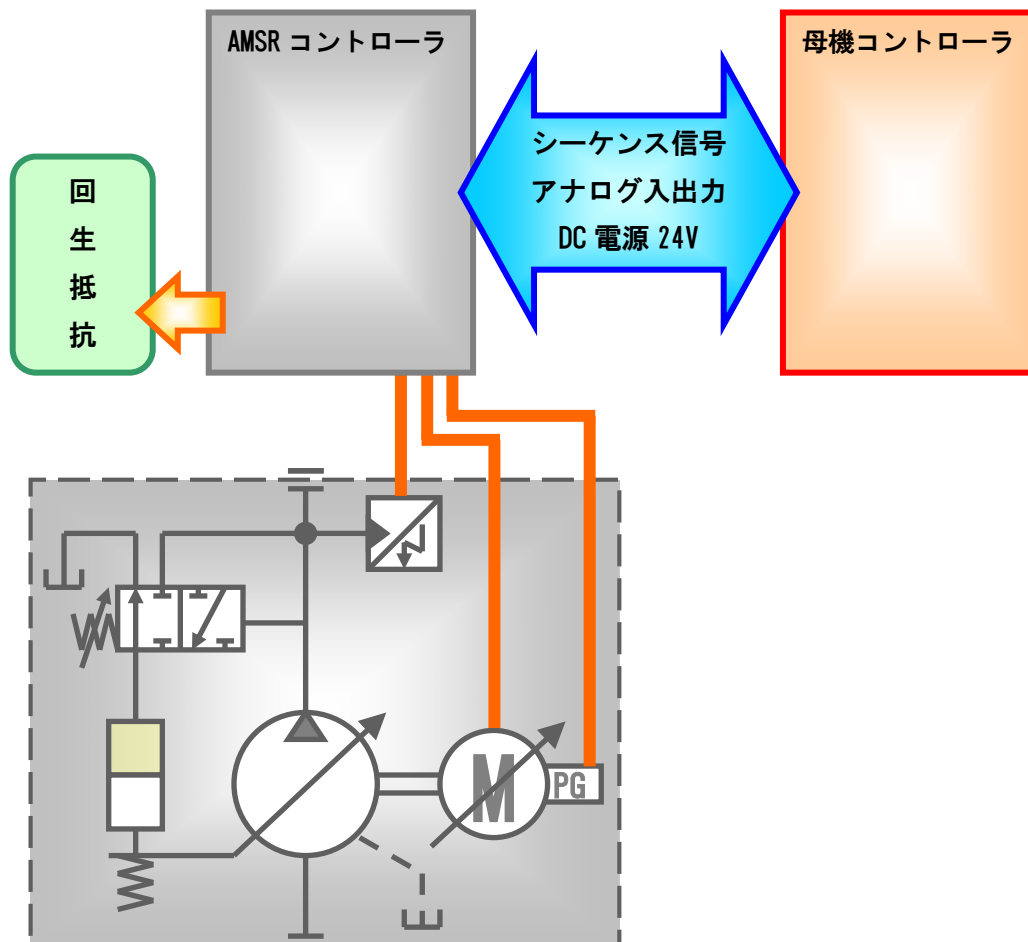 AMSR コントローラ
母機コントローラ
シーケンス信号
アナログ入出力
DC 電源 24V
回
生
抵
抗
M
PG